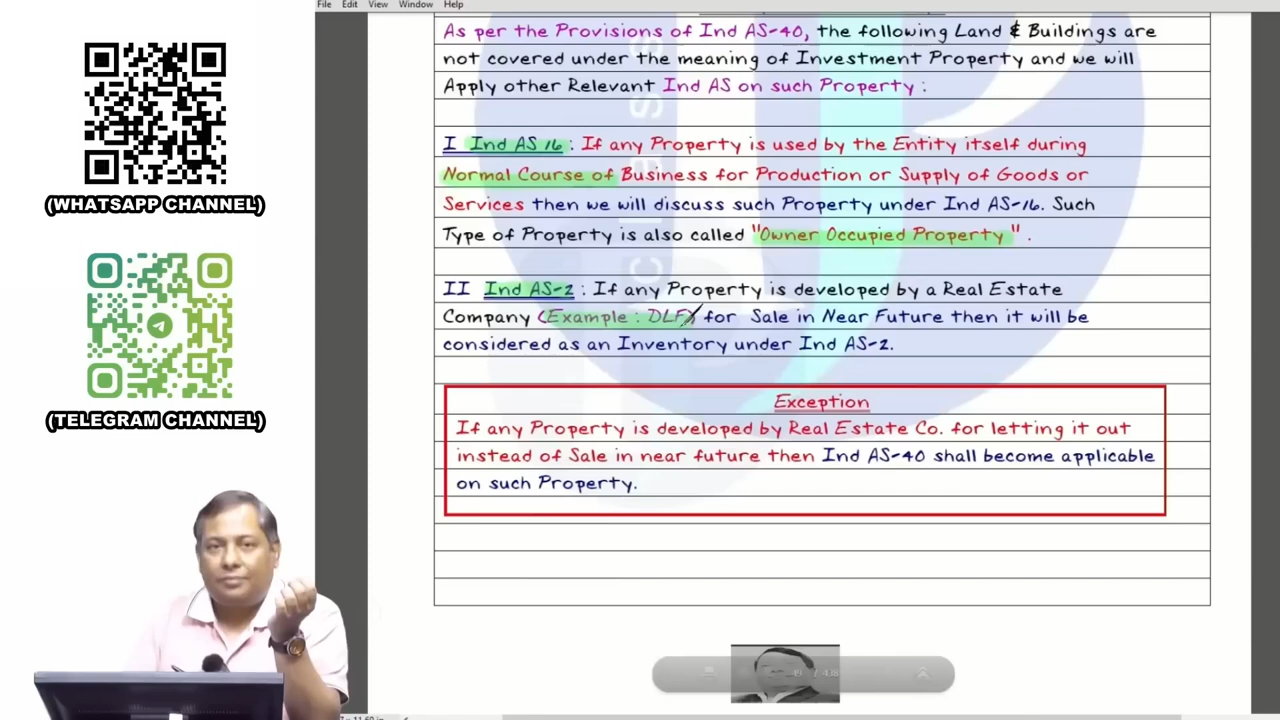 File Edit View Window Help
As per the Provisions of Ind AS-40, the following Land & Buildings are
not covered under the meaning of Investment Property and we will
Apply other Relevant Ind AS on such Property :
I Ind AS 16 : If any Property is used by the Entity itself during
Normal Course of Business for Production or Supply of Goods or
Services then we will discuss such Property under Ind AS-16. Such
Type of Property is also called "Owner Occupied Property".
II Ind AS-2 : If any Property is developed by a Real Estate
Company (Example : DLF) for Sale in Near Future then it will be
considered as an Inventory under Ind AS-2.
Exception
If any Property is developed by Real Estate Co. for letting it out
instead of Sale in near future then Ind AS-40 shall become applicable
on such Property.
(WHATSAPP CHANNEL)
(TELEGRAM CHANNEL)